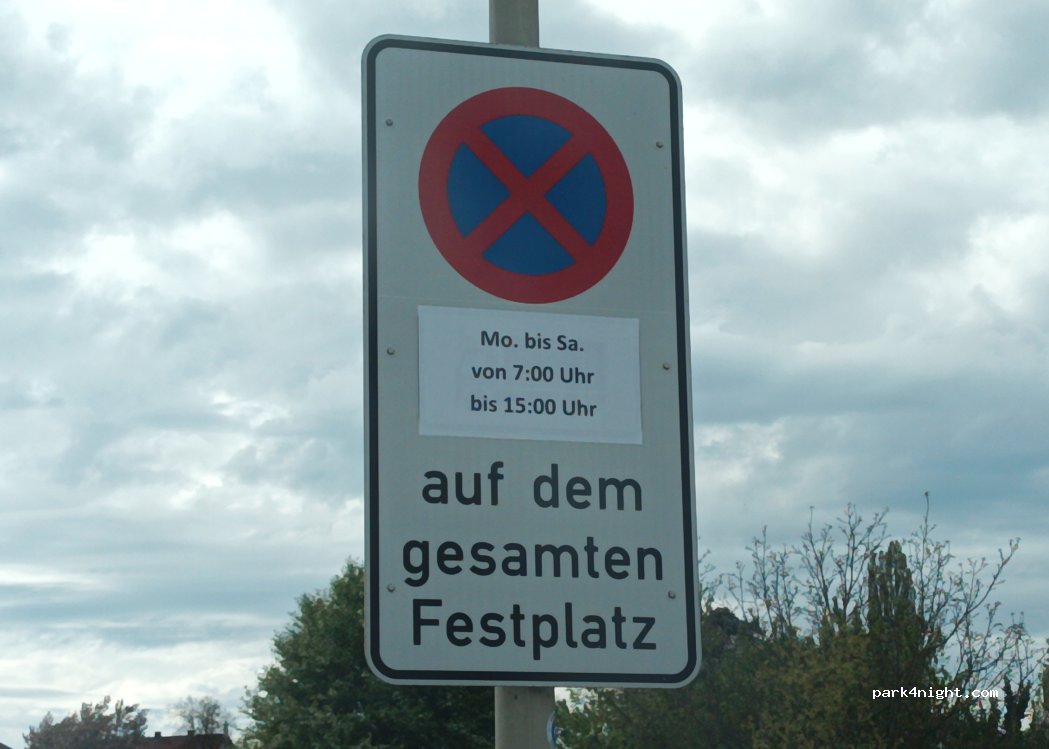 Mo. bis Sa.
von 7:00 Uhr
bis 15:00 Uhr
auf dem
gesamten
Festplatz
park4night.com